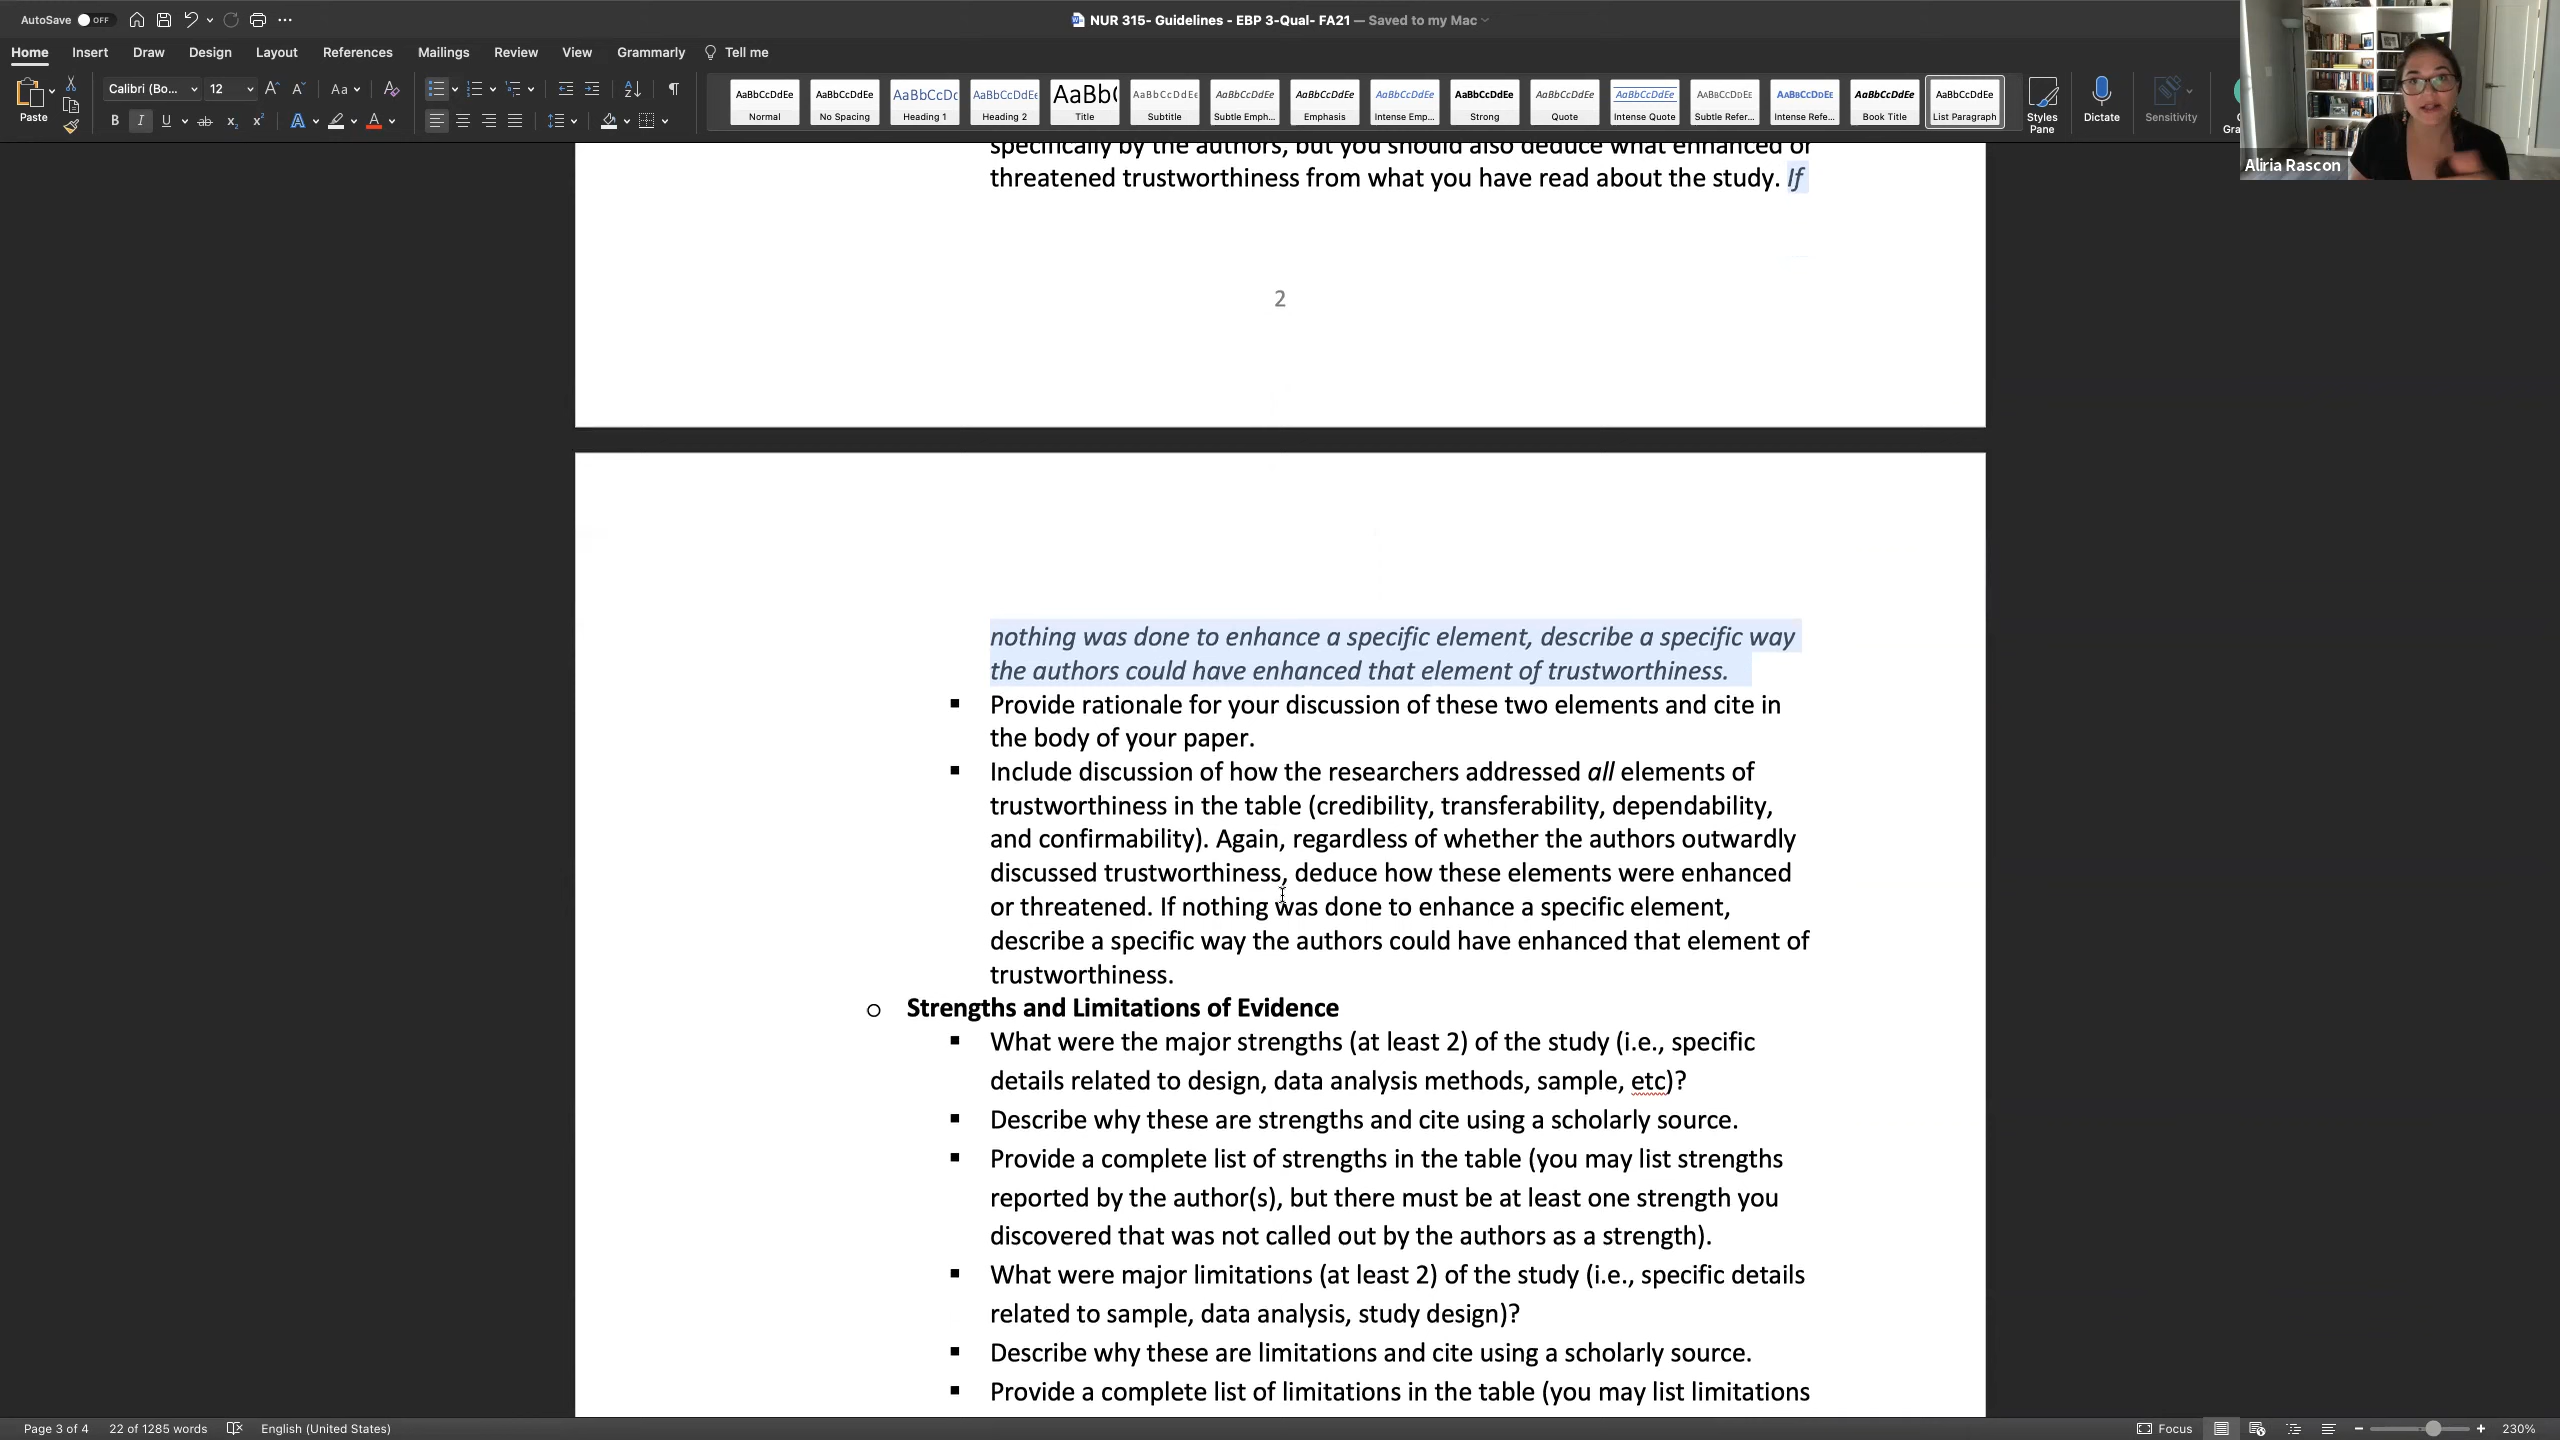 AutoSave OFF
NUR 315- Guidelines - EBP 3-Qual- FA21 — Saved to my Mac
Home Insert Draw Design Layout References Mailings Review View Grammarly Tell me
Paste
Calibri (Bo... 12
AaBbCcDdEe AaBbCcDdEe AaBbCcDc AaBbCcDdEe AaBb( AaBbCcDdEe AaBbCcDdEe AaBbCcDdEe AaBbCcDdEe AaBbCcDdEe AaBbCcDdEe AaBbCcDdEe AaBbCcDdEe AaBbCcDdEe AaBbCcDdEe AaBbCcDdEe
Normal No Spacing Heading 1 Heading 2 Title Subtitle Subtle Emph... Emphasis Intense Emp... Strong Quote Intense Quote Subtle Refer... Intense Refe... Book Title List Paragraph
Styles Pane
Dictate
Sensitivity
Aliria Rascon
specifically by the authors, but you should also deduce what enhanced or
threatened trustworthiness from what you have read about the study. If
2
nothing was done to enhance a specific element, describe a specific way
the authors could have enhanced that element of trustworthiness.
▪ Provide rationale for your discussion of these two elements and cite in
the body of your paper.
▪ Include discussion of how the researchers addressed all elements of
trustworthiness in the table (credibility, transferability, dependability,
and confirmability). Again, regardless of whether the authors outwardly
discussed trustworthiness, deduce how these elements were enhanced
or threatened. If nothing was done to enhance a specific element,
describe a specific way the authors could have enhanced that element of
trustworthiness.
o Strengths and Limitations of Evidence
▪ What were the major strengths (at least 2) of the study (i.e., specific
details related to design, data analysis methods, sample, etc)?
▪ Describe why these are strengths and cite using a scholarly source.
▪ Provide a complete list of strengths in the table (you may list strengths
reported by the author(s), but there must be at least one strength you
discovered that was not called out by the authors as a strength).
▪ What were major limitations (at least 2) of the study (i.e., specific details
related to sample, data analysis, study design)?
▪ Describe why these are limitations and cite using a scholarly source.
▪ Provide a complete list of limitations in the table (you may list limitations
Page 3 of 4 22 of 1285 words English (United States) Focus 230%